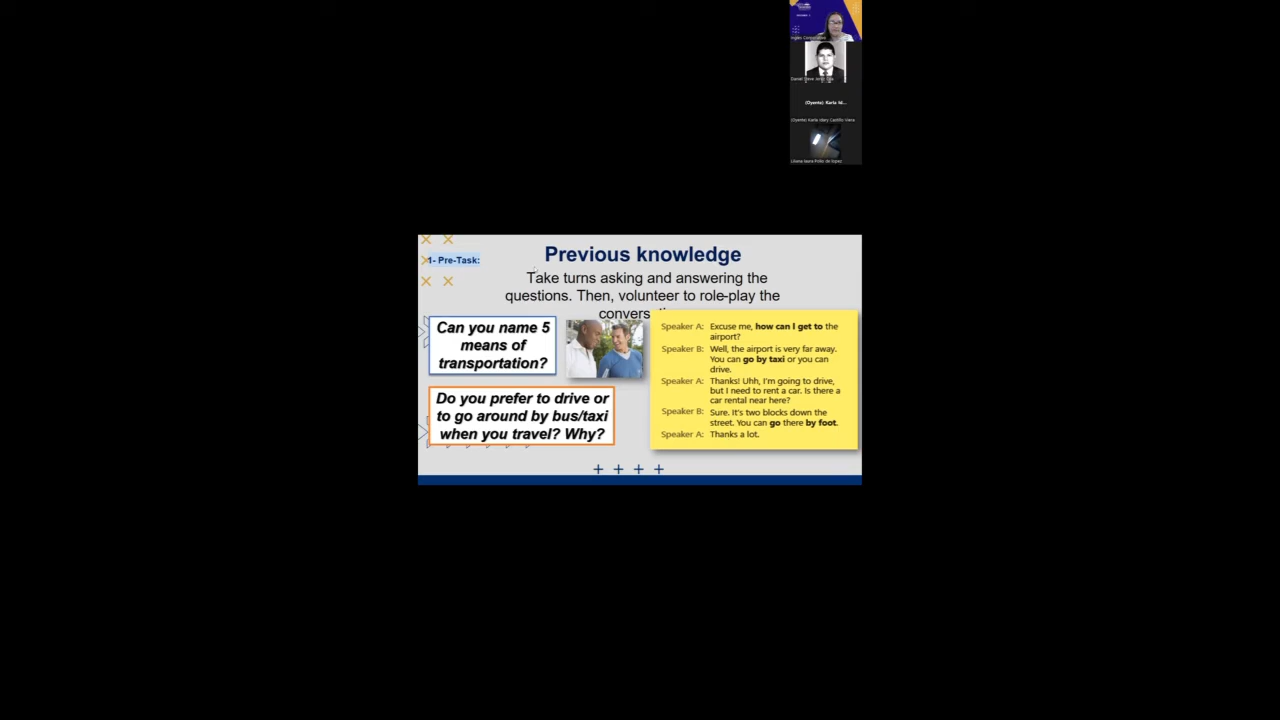 (Oyente) Karla Id...
Previous knowledge
1- Pre-Task:
Take turns asking and answering the
questions. Then, volunteer to role-play the
Can you name 5
means of
transportation?
Do you prefer to drive or
to go around by bus/taxi
when you travel? Why?
Speaker A: Excuse me, how can I get to the
airport?
Speaker B: Well, the airport is very far away.
You can go by taxi or you can
drive.
Speaker A: Thanks! Uhh, I'm going to drive,
but I need to rent a car. Is there a
car rental near here?
Speaker B: Sure. It's two blocks down the
street. You can go there by foot.
Speaker A: Thanks a lot.